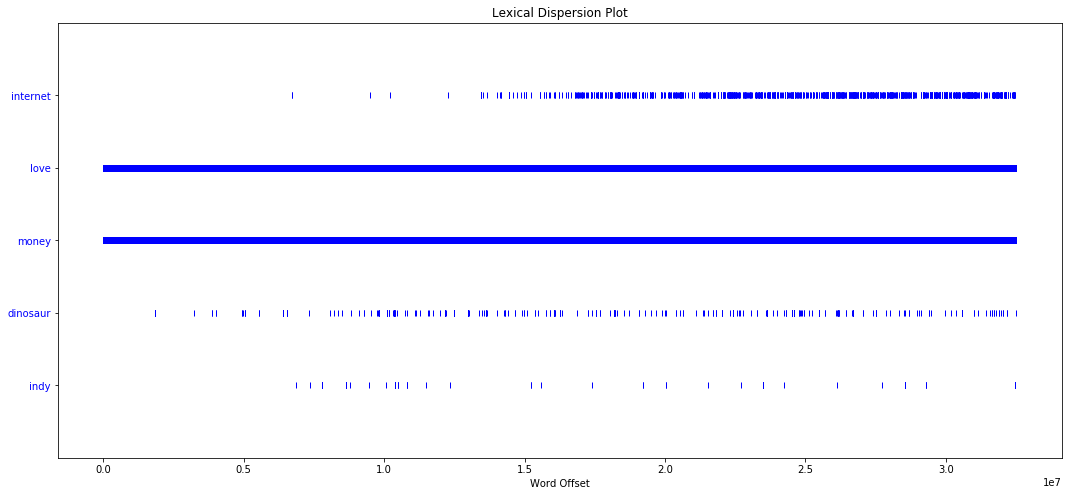 Lexical Dispersion Plot
internet
love
money
dinosaur
indy
0.0 0.5 1.0 1.5 2.0 2.5 3.0
Word Offset 1e7